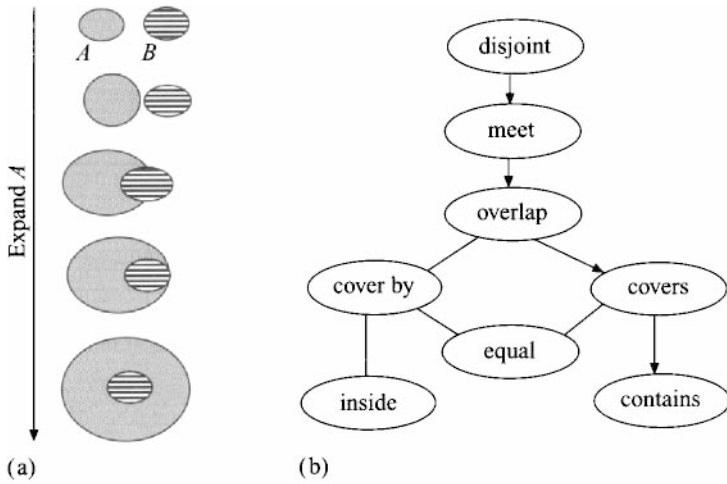 A
B
Expand A
(a)
disjoint
meet
overlap
cover by
covers
equal
inside
contains
(b)